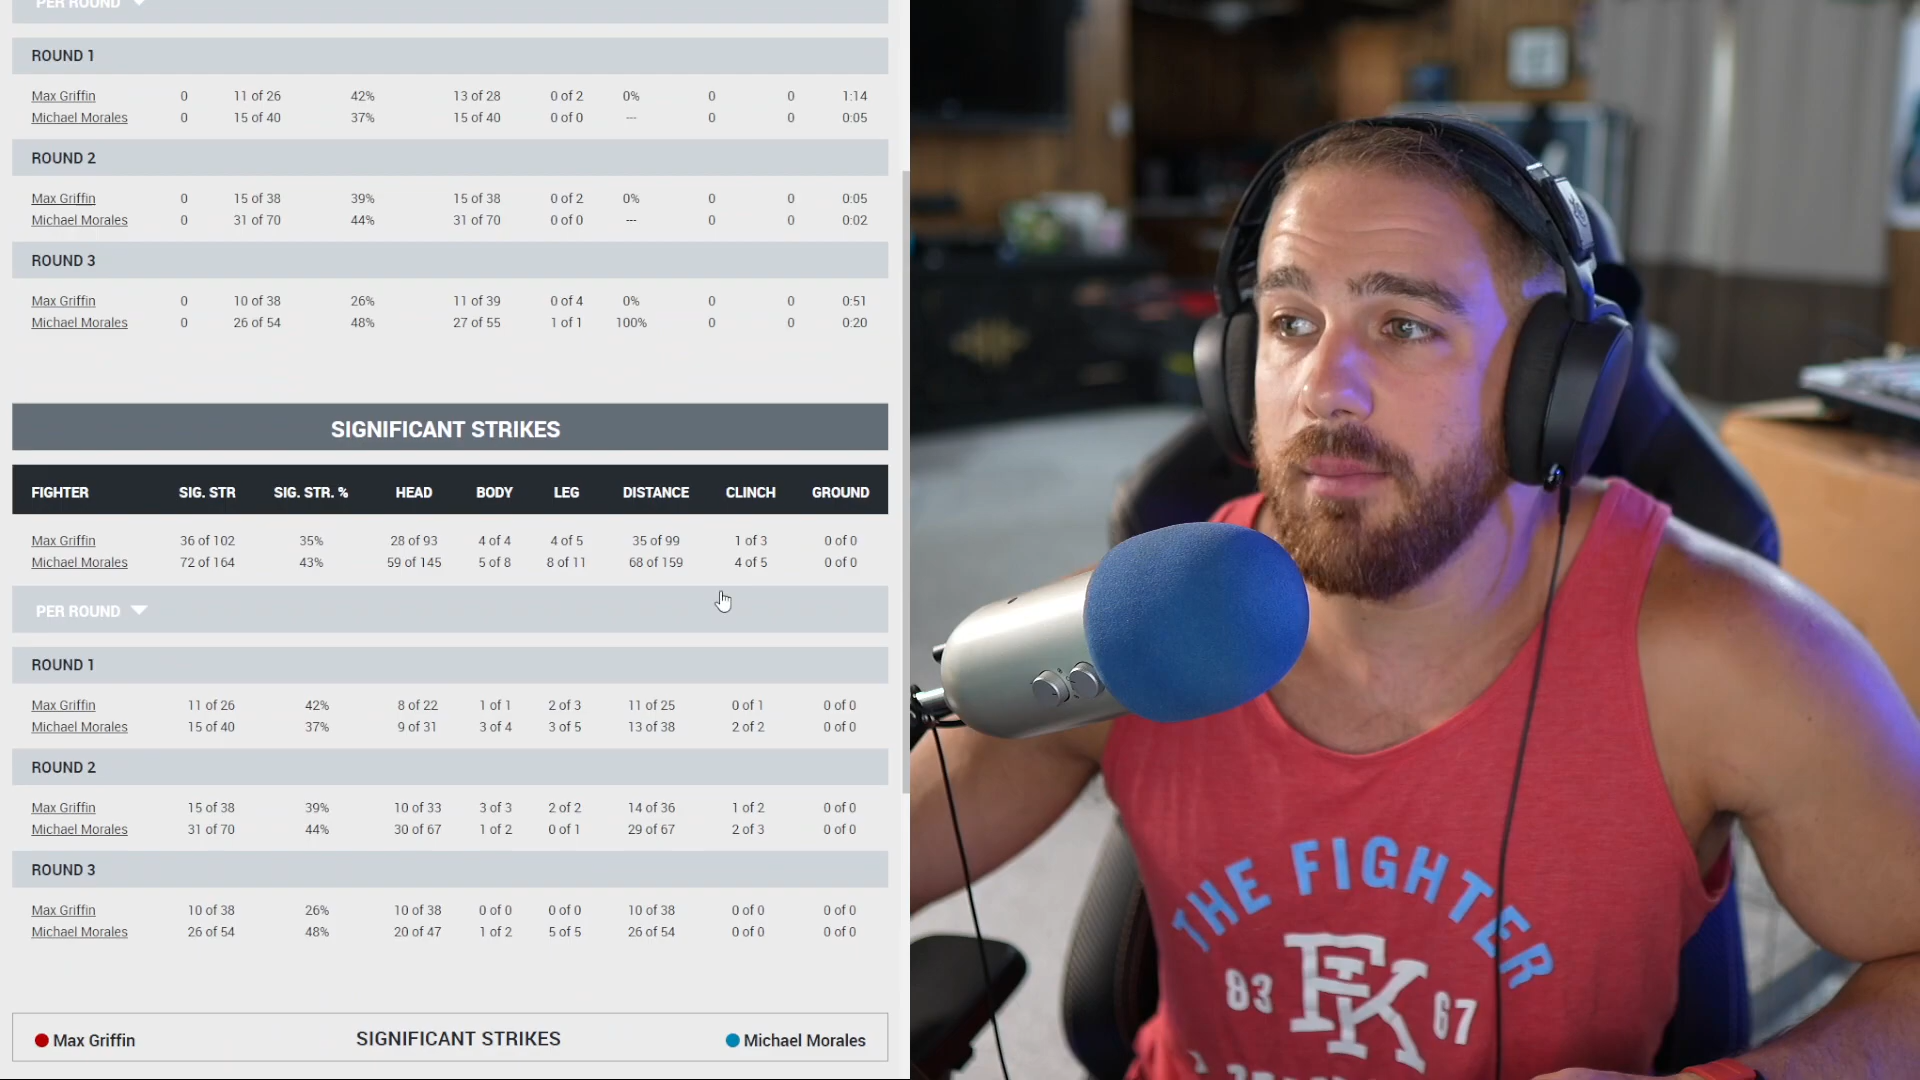 PER ROUND
ROUND 1
Max Griffin 0 11 of 26 42% 13 of 28 0 of 2 0% 0 0 1:14
Michael Morales 0 15 of 40 37% 15 of 40 0 of 0 --- 0 0 0:05
ROUND 2
Max Griffin 0 15 of 38 39% 15 of 38 0 of 2 0% 0 0 0:05
Michael Morales 0 31 of 70 44% 31 of 70 0 of 0 --- 0 0 0:02
ROUND 3
Max Griffin 0 10 of 38 26% 11 of 39 0 of 4 0% 0 0 0:51
Michael Morales 0 26 of 54 48% 27 of 55 1 of 1 100% 0 0 0:20
SIGNIFICANT STRIKES
FIGHTER SIG. STR SIG. STR. % HEAD BODY LEG DISTANCE CLINCH GROUND
Max Griffin 36 of 102 35% 28 of 93 4 of 4 4 of 5 35 of 99 1 of 3 0 of 0
Michael Morales 72 of 164 43% 59 of 145 5 of 8 8 of 11 68 of 159 4 of 5 0 of 0
PER ROUND
ROUND 1
Max Griffin 11 of 26 42% 8 of 22 1 of 1 2 of 3 11 of 25 0 of 1 0 of 0
Michael Morales 15 of 40 37% 9 of 31 3 of 4 3 of 5 13 of 38 2 of 2 0 of 0
ROUND 2
Max Griffin 15 of 38 39% 10 of 33 3 of 3 2 of 2 14 of 36 1 of 2 0 of 0
Michael Morales 31 of 70 44% 30 of 67 1 of 2 0 of 1 29 of 67 2 of 3 0 of 0
ROUND 3
Max Griffin 10 of 38 26% 10 of 38 0 of 0 0 of 0 10 of 38 0 of 0 0 of 0
Michael Morales 26 of 54 48% 20 of 47 1 of 2 5 of 5 26 of 54 0 of 0 0 of 0
Max Griffin SIGNIFICANT STRIKES Michael Morales
THE FIGHTER
83 FK 67